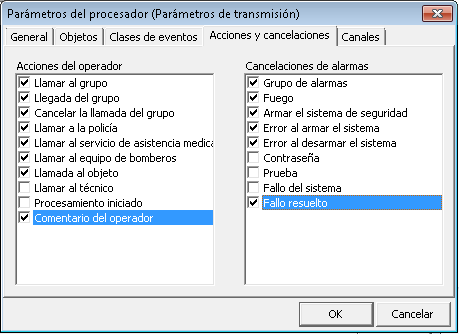 Parámetros del procesador (Parámetros de transmisión)
General
Objetos
Clases de eventos
Acciones y cancelaciones
Canales
Acciones del operador
Llamar al grupo
Llegada del grupo
Cancelar la llamada del grupo
Llamar a la policía
Llamar al servicio de asistencia medica
Llamar al equipo de bomberos
Llamada al objeto
Llamar al técnico
Procesamiento iniciado
Comentario del operador
Cancelaciones de alarmas
Grupo de alarmas
Fuego
Armar el sistema de seguridad
Error al armar el sistema
Error al desarmar el sistema
Contraseña
Prueba
Fallo del sistema
Fallo resuelto
OK
Cancelar